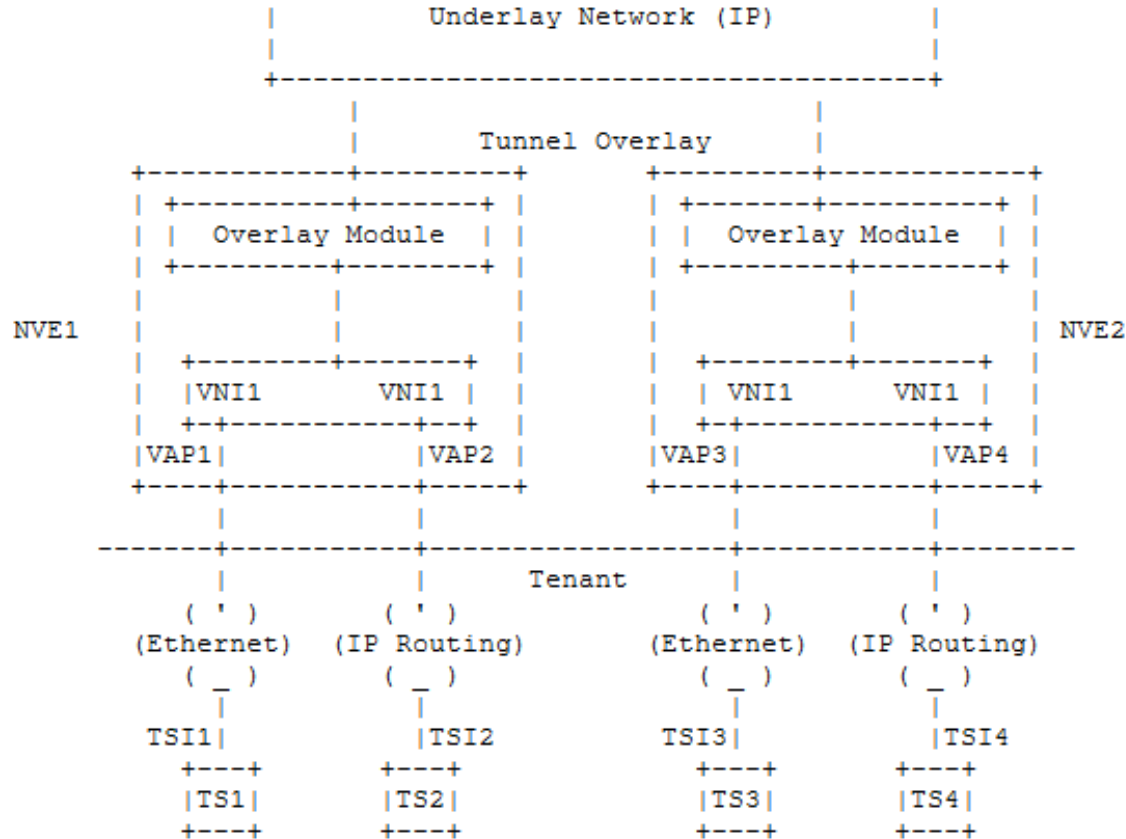 Underlay Network (IP)
Tunnel Overlay
Overlay Module Overlay Module
NVE1 NVE2
VNI1 VNI1 VNI1 VNI1
VAP1 VAP2 VAP3 VAP4
Tenant
( ' ) ( ' ) ( ' ) ( ' )
(Ethernet) (IP Routing) (Ethernet) (IP Routing)
( _ ) ( _ ) ( _ ) ( _ )
TSI1 TSI2 TSI3 TSI4
TS1 TS2 TS3 TS4